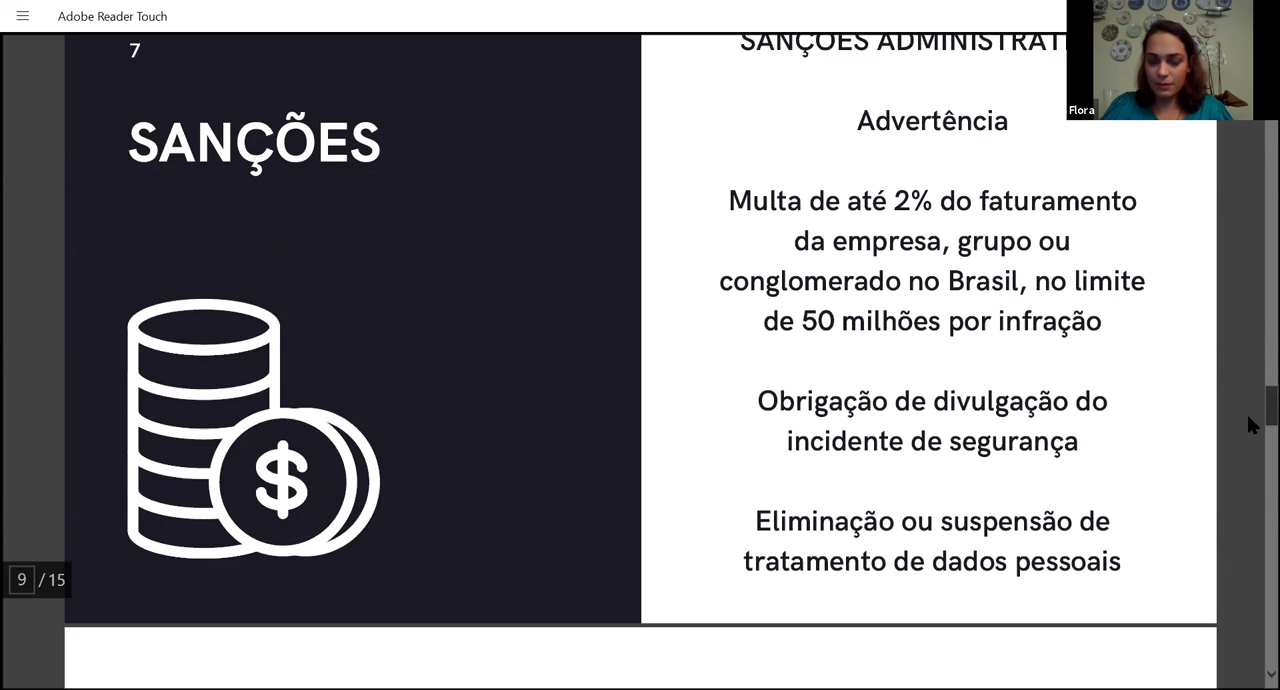 Adobe Reader Touch
7
SANÇÕES
SANÇÕES
Advertência
Multa de até 2% do faturamento
da empresa, grupo ou
conglomerado no Brasil, no limite
de 50 milhões por infração
Obrigação de divulgação do
incidente de segurança
Eliminação ou suspensão de
tratamento de dados pessoais
$
9 / 15
Flora